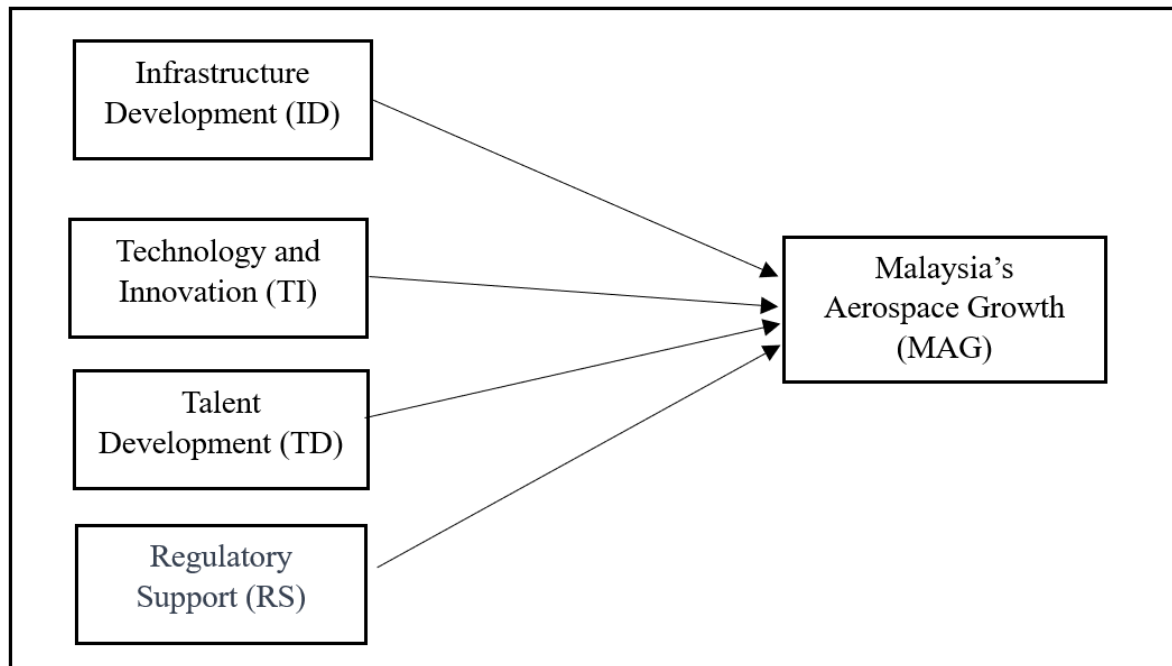 Infrastructure
Development (ID)
Technology and
Innovation (TI)
Talent
Development (TD)
Regulatory
Support (RS)
Malaysia’s
Aerospace Growth
(MAG)